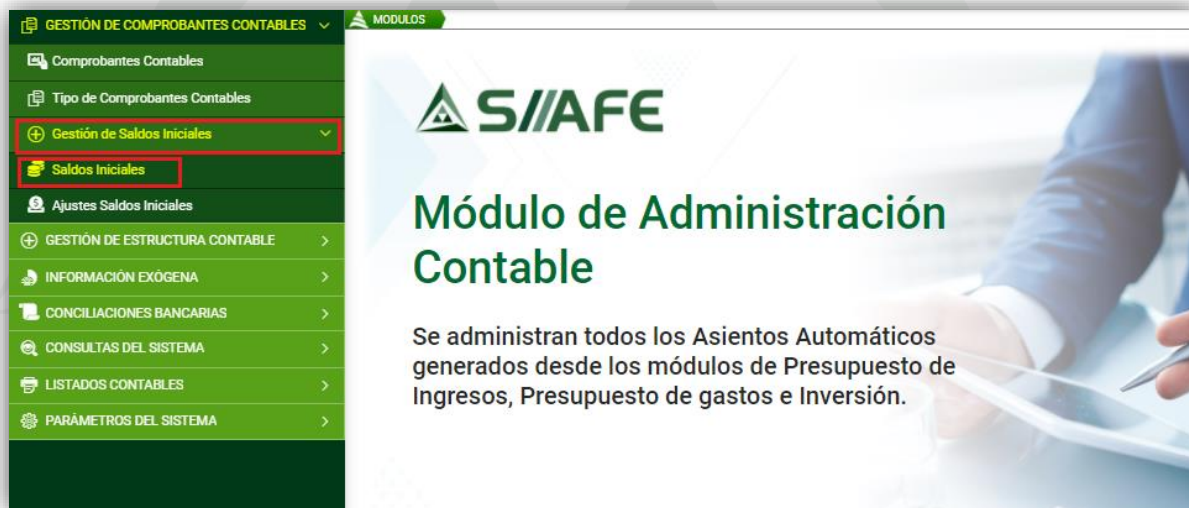 GESTIÓN DE COMPROBANTES CONTABLES
Comprobantes Contables
Tipo de Comprobantes Contables
Gestión de Saldos Iniciales
Saldos Iniciales
Ajustes Saldos Iniciales
GESTIÓN DE ESTRUCTURA CONTABLE
INFORMACIÓN EXÓGENA
CONCILIACIONES BANCARIAS
CONSULTAS DEL SISTEMA
LISTADOS CONTABLES
PARÁMETROS DEL SISTEMA
MODULOS
SIIAFE
Módulo de Administración
Contable
Se administran todos los Asientos Automáticos
generados desde los módulos de Presupuesto de
Ingresos, Presupuesto de gastos e Inversión.